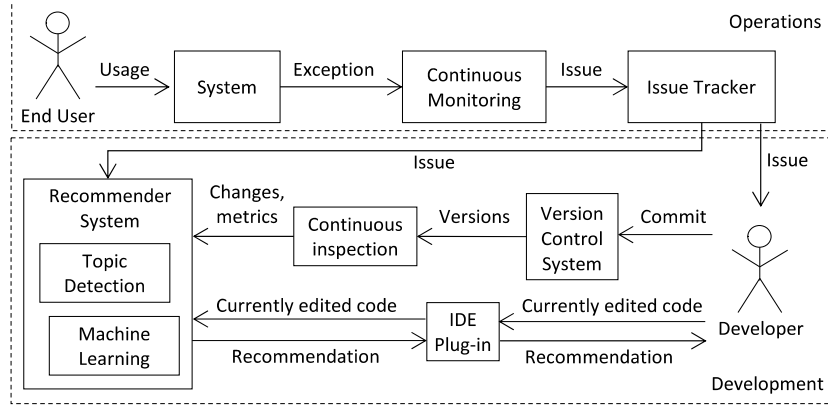 Operations
End User
Usage
System
Exception
Continuous
Monitoring
Issue
Issue Tracker
Issue
Issue
Recommender
System
Topic
Detection
Machine
Learning
Changes,
metrics
Continuous
inspection
Versions
Version
Control
System
Commit
Currently edited code
Recommendation
IDE
Plug-in
Currently edited code
Recommendation
Developer
Development